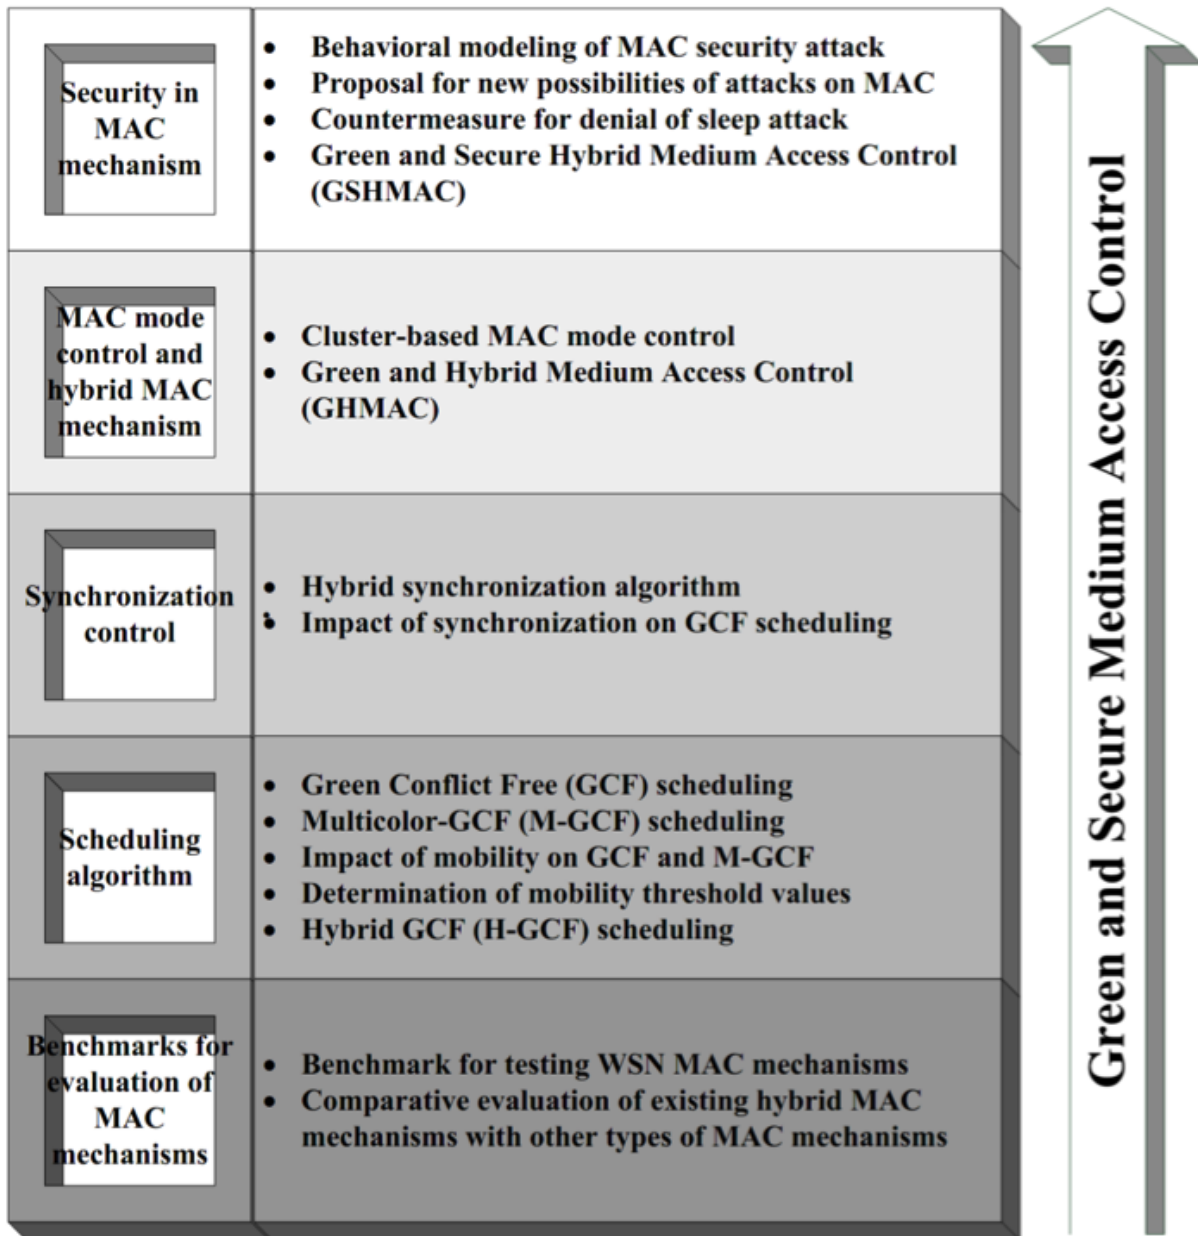 Security in
MAC
mechanism
• Behavioral modeling of MAC security attack
• Proposal for new possibilities of attacks on MAC
• Countermeasure for denial of sleep attack
• Green and Secure Hybrid Medium Access Control
(GSHMAC)
MAC mode
control and
hybrid MAC
mechanism
• Cluster-based MAC mode control
• Green and Hybrid Medium Access Control
(GHMAC)
Synchronization
control
• Hybrid synchronization algorithm
• Impact of synchronization on GCF scheduling
Scheduling
algorithm
• Green Conflict Free (GCF) scheduling
• Multicolor-GCF (M-GCF) scheduling
• Impact of mobility on GCF and M-GCF
• Determination of mobility threshold values
• Hybrid GCF (H-GCF) scheduling
Benchmarks for
evaluation of
MAC
mechanisms
• Benchmark for testing WSN MAC mechanisms
• Comparative evaluation of existing hybrid MAC
mechanisms with other types of MAC mechanisms
Green and Secure Medium Access Control